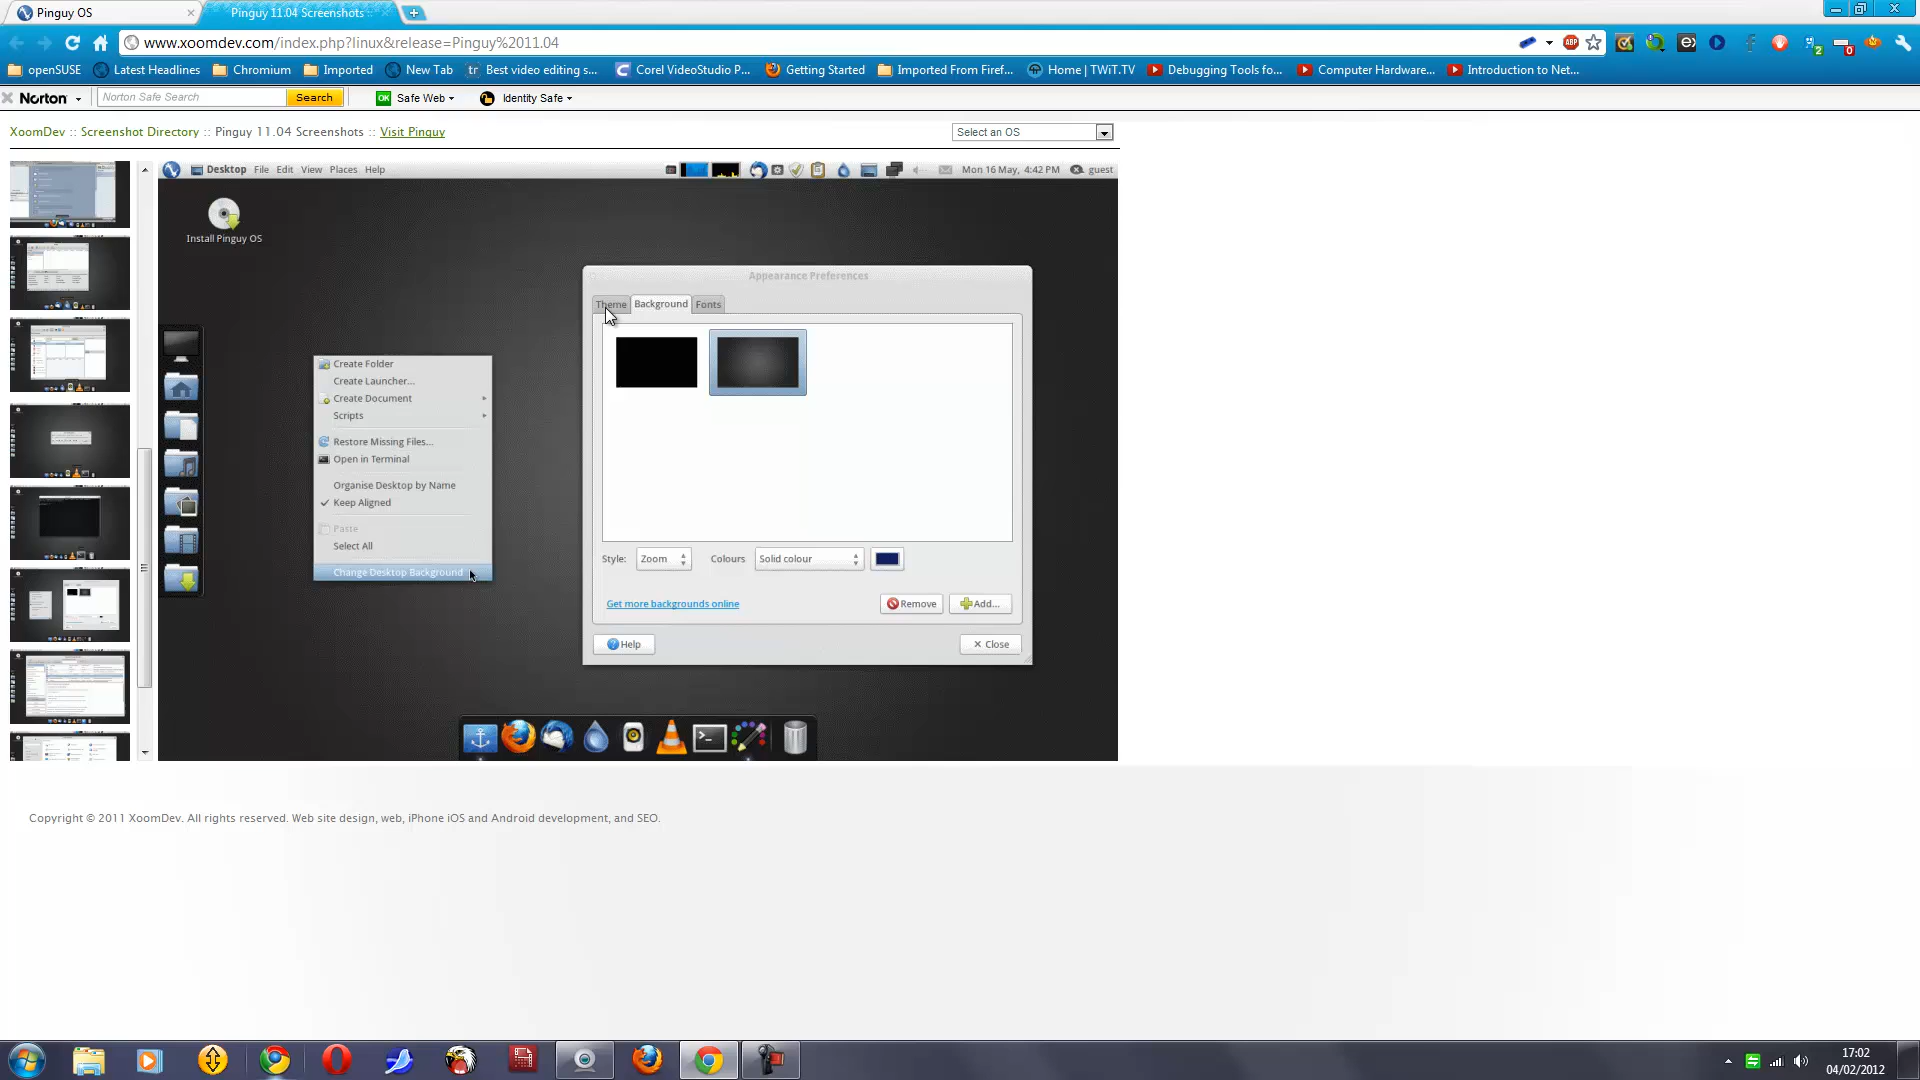 Pinguy OS
Pinguy 11.04 Screenshots
www.xoomdev.com/index.php?linux&release=Pinguy%2011.04
openSUSE Latest Headlines Chromium Imported New Tab Best video editing s... Corel VideoStudio P... Getting Started Imported From Firef... Home | TWiT.TV Debugging Tools fo... Computer Hardware... Introduction to Net...
Norton Norton Safe Search Search OK Safe Web Identity Safe
XoomDev :: Screenshot Directory :: Pinguy 11.04 Screenshots :: Visit Pinguy
Select an OS
Desktop File Edit View Places Help
Mon 16 May, 4:42 PM guest
Install Pinguy OS
Appearance Preferences
Theme Background Fonts
Create Folder
Create Launcher...
Create Document
Scripts
Restore Missing Files...
Open in Terminal
Organise Desktop by Name
Keep Aligned
Paste
Select All
Change Desktop Background
Style: Zoom Colours Solid colour
Get more backgrounds online
Remove Add...
Help Close
Copyright © 2011 XoomDev. All rights reserved. Web site design, web, iPhone iOS and Android development, and SEO.
17:02
04/02/2012